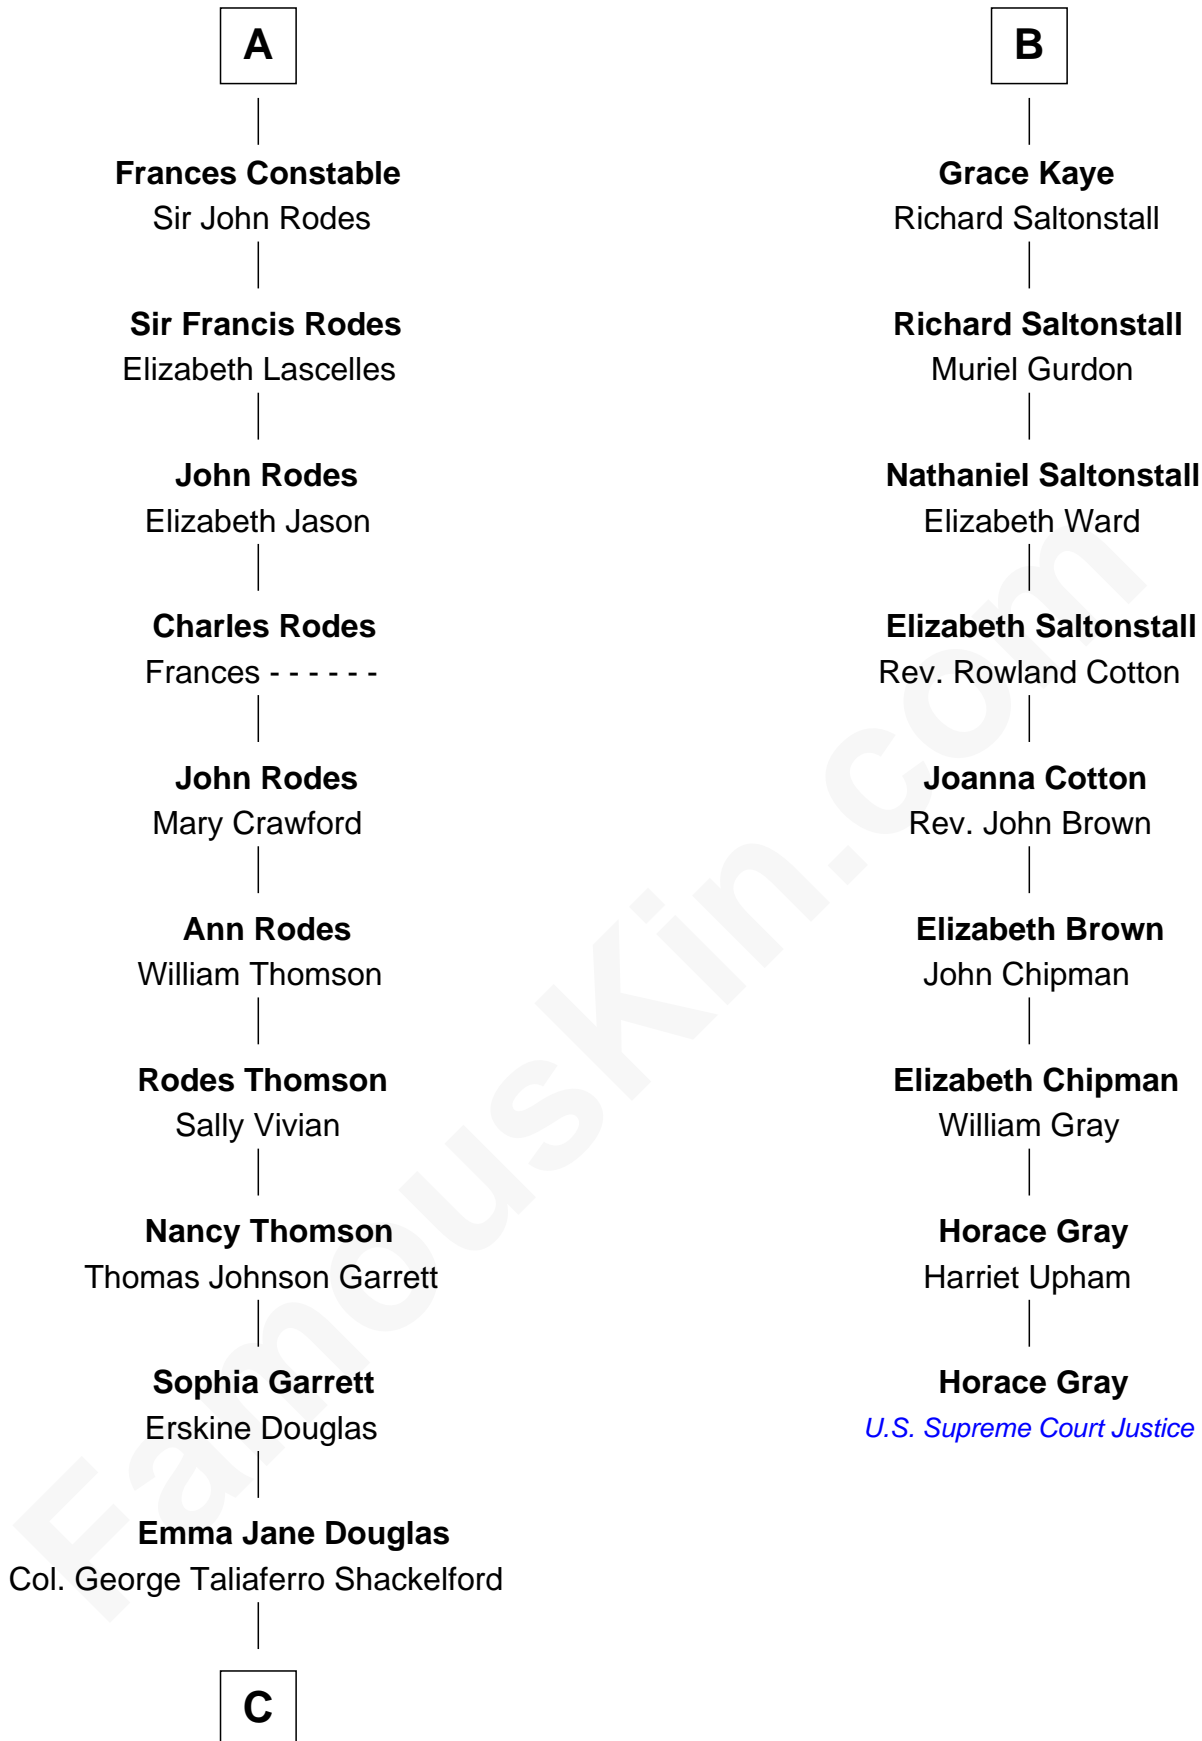 A
Frances Constable
Sir John Rodes
Sir Francis Rodes
Elizabeth Lascelles
John Rodes
Elizabeth Jason
Charles Rodes
Frances - - - - - -
John Rodes
Mary Crawford
Ann Rodes
William Thomson
Rodes Thomson
Sally Vivian
Nancy Thomson
Thomas Johnson Garrett
Sophia Garrett
Erskine Douglas
Emma Jane Douglas
Col. George Taliaferro Shackelford
C
B
Grace Kaye
Richard Saltonstall
Richard Saltonstall
Muriel Gurdon
Nathaniel Saltonstall
Elizabeth Ward
Elizabeth Saltonstall
Rev. Rowland Cotton
Joanna Cotton
Rev. John Brown
Elizabeth Brown
John Chipman
Elizabeth Chipman
William Gray
Horace Gray
Harriet Upham
Horace Gray
U.S. Supreme Court Justice
FamousKin.com